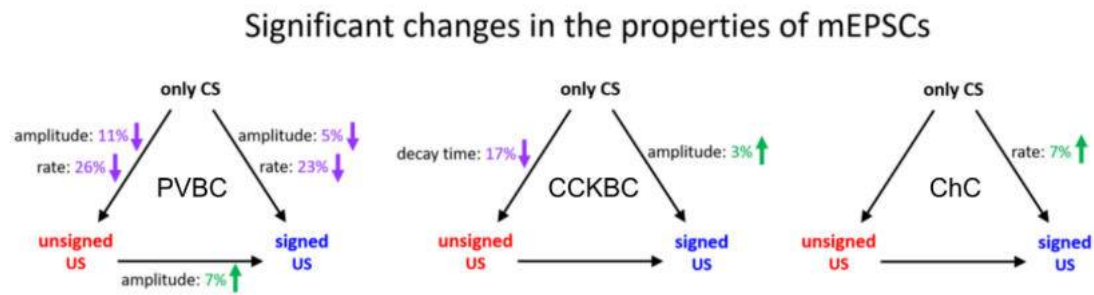 Significant changes in the properties of mEPSCs
only CS
amplitude: 11%
rate: 26%
amplitude: 5%
rate: 23%
PVBC
unsigned
US
signed
US
amplitude: 7%
only CS
decay time: 17%
amplitude: 3%
CCKBC
unsigned
US
signed
US
only CS
rate: 7%
ChC
unsigned
US
signed
US